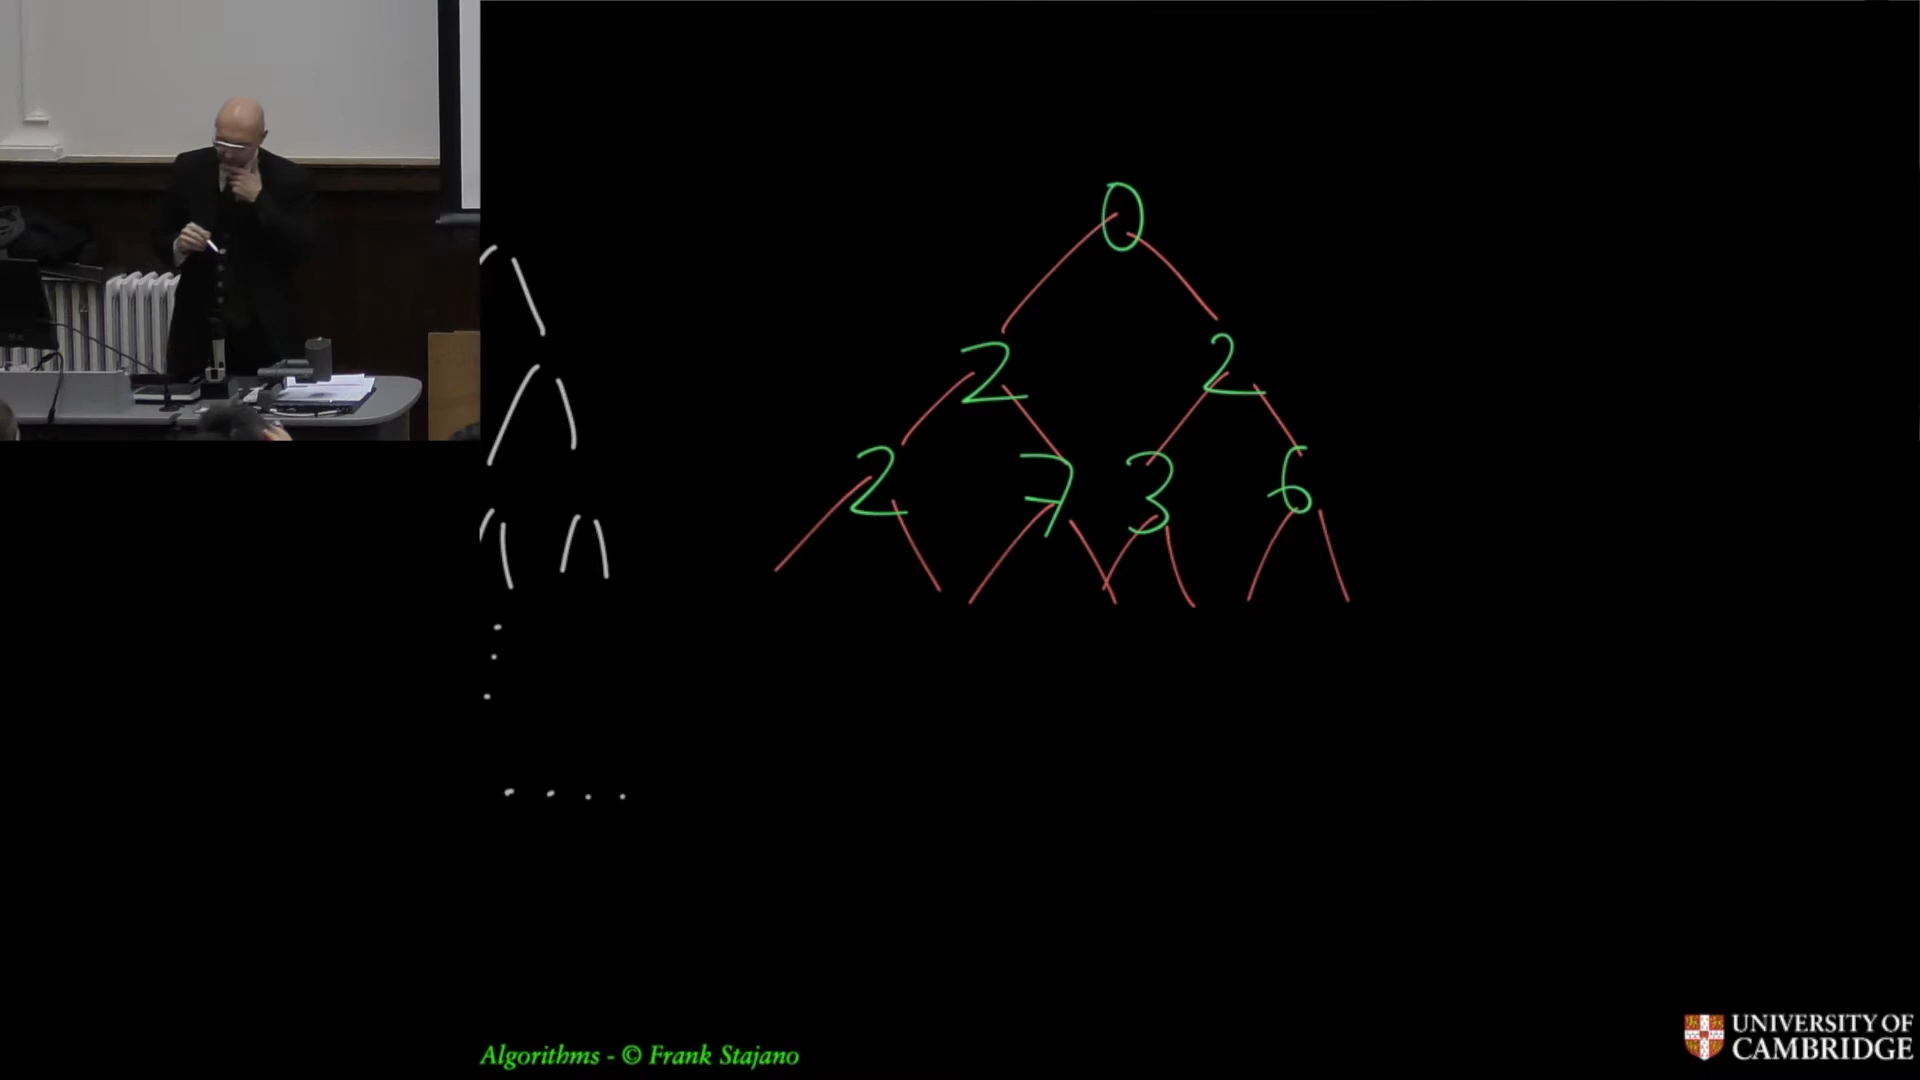 0
2 2
2 7 3 6
Algorithms - © Frank Stajano
UNIVERSITY OF
CAMBRIDGE